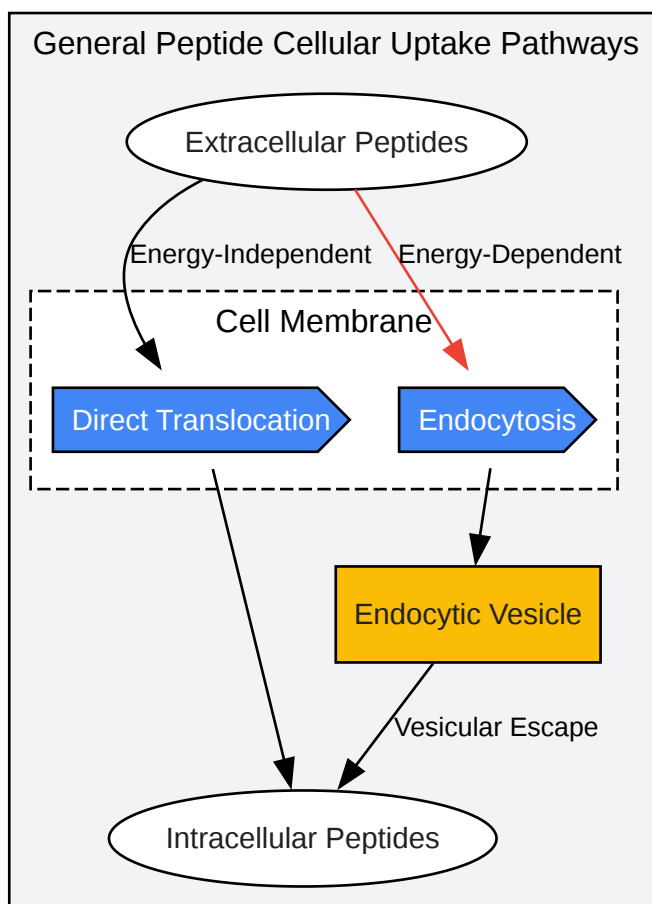 General Peptide Cellular Uptake Pathways
Extracellular Peptides
Energy-Independent
Energy-Dependent
Cell Membrane
Direct Translocation
Endocytosis
Endocytic Vesicle
Vesicular Escape
Intracellular Peptides